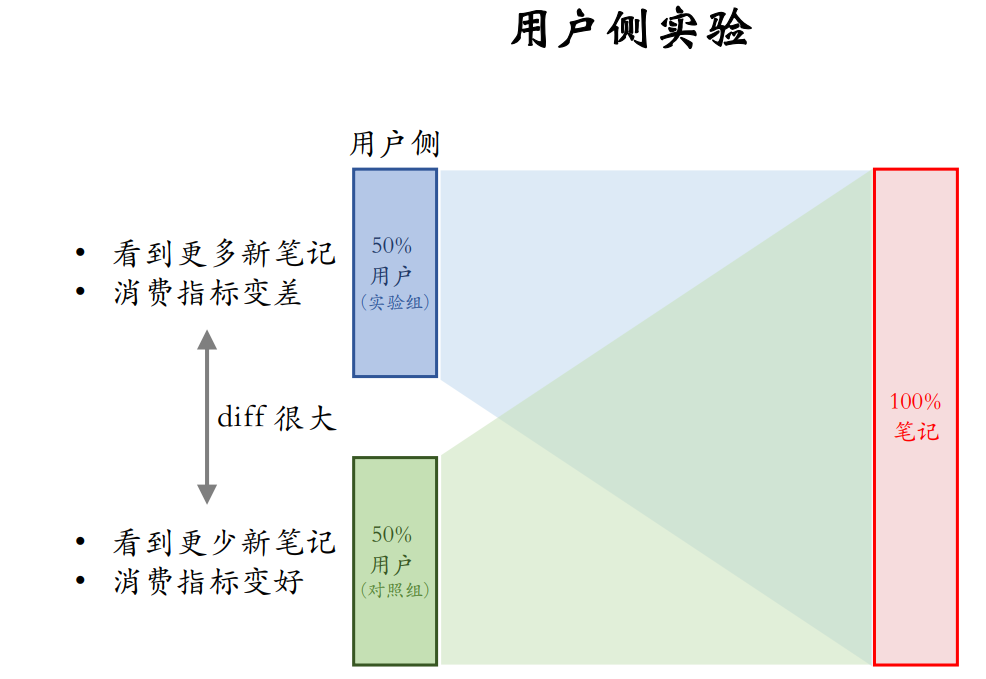 用户侧实验
用户侧
50%
用户
(实验组)
• 看到更多新笔记
• 消费指标变差
diff 很大
100%
笔记
• 看到更少新笔记
• 消费指标变好
50%
用户
(对照组)